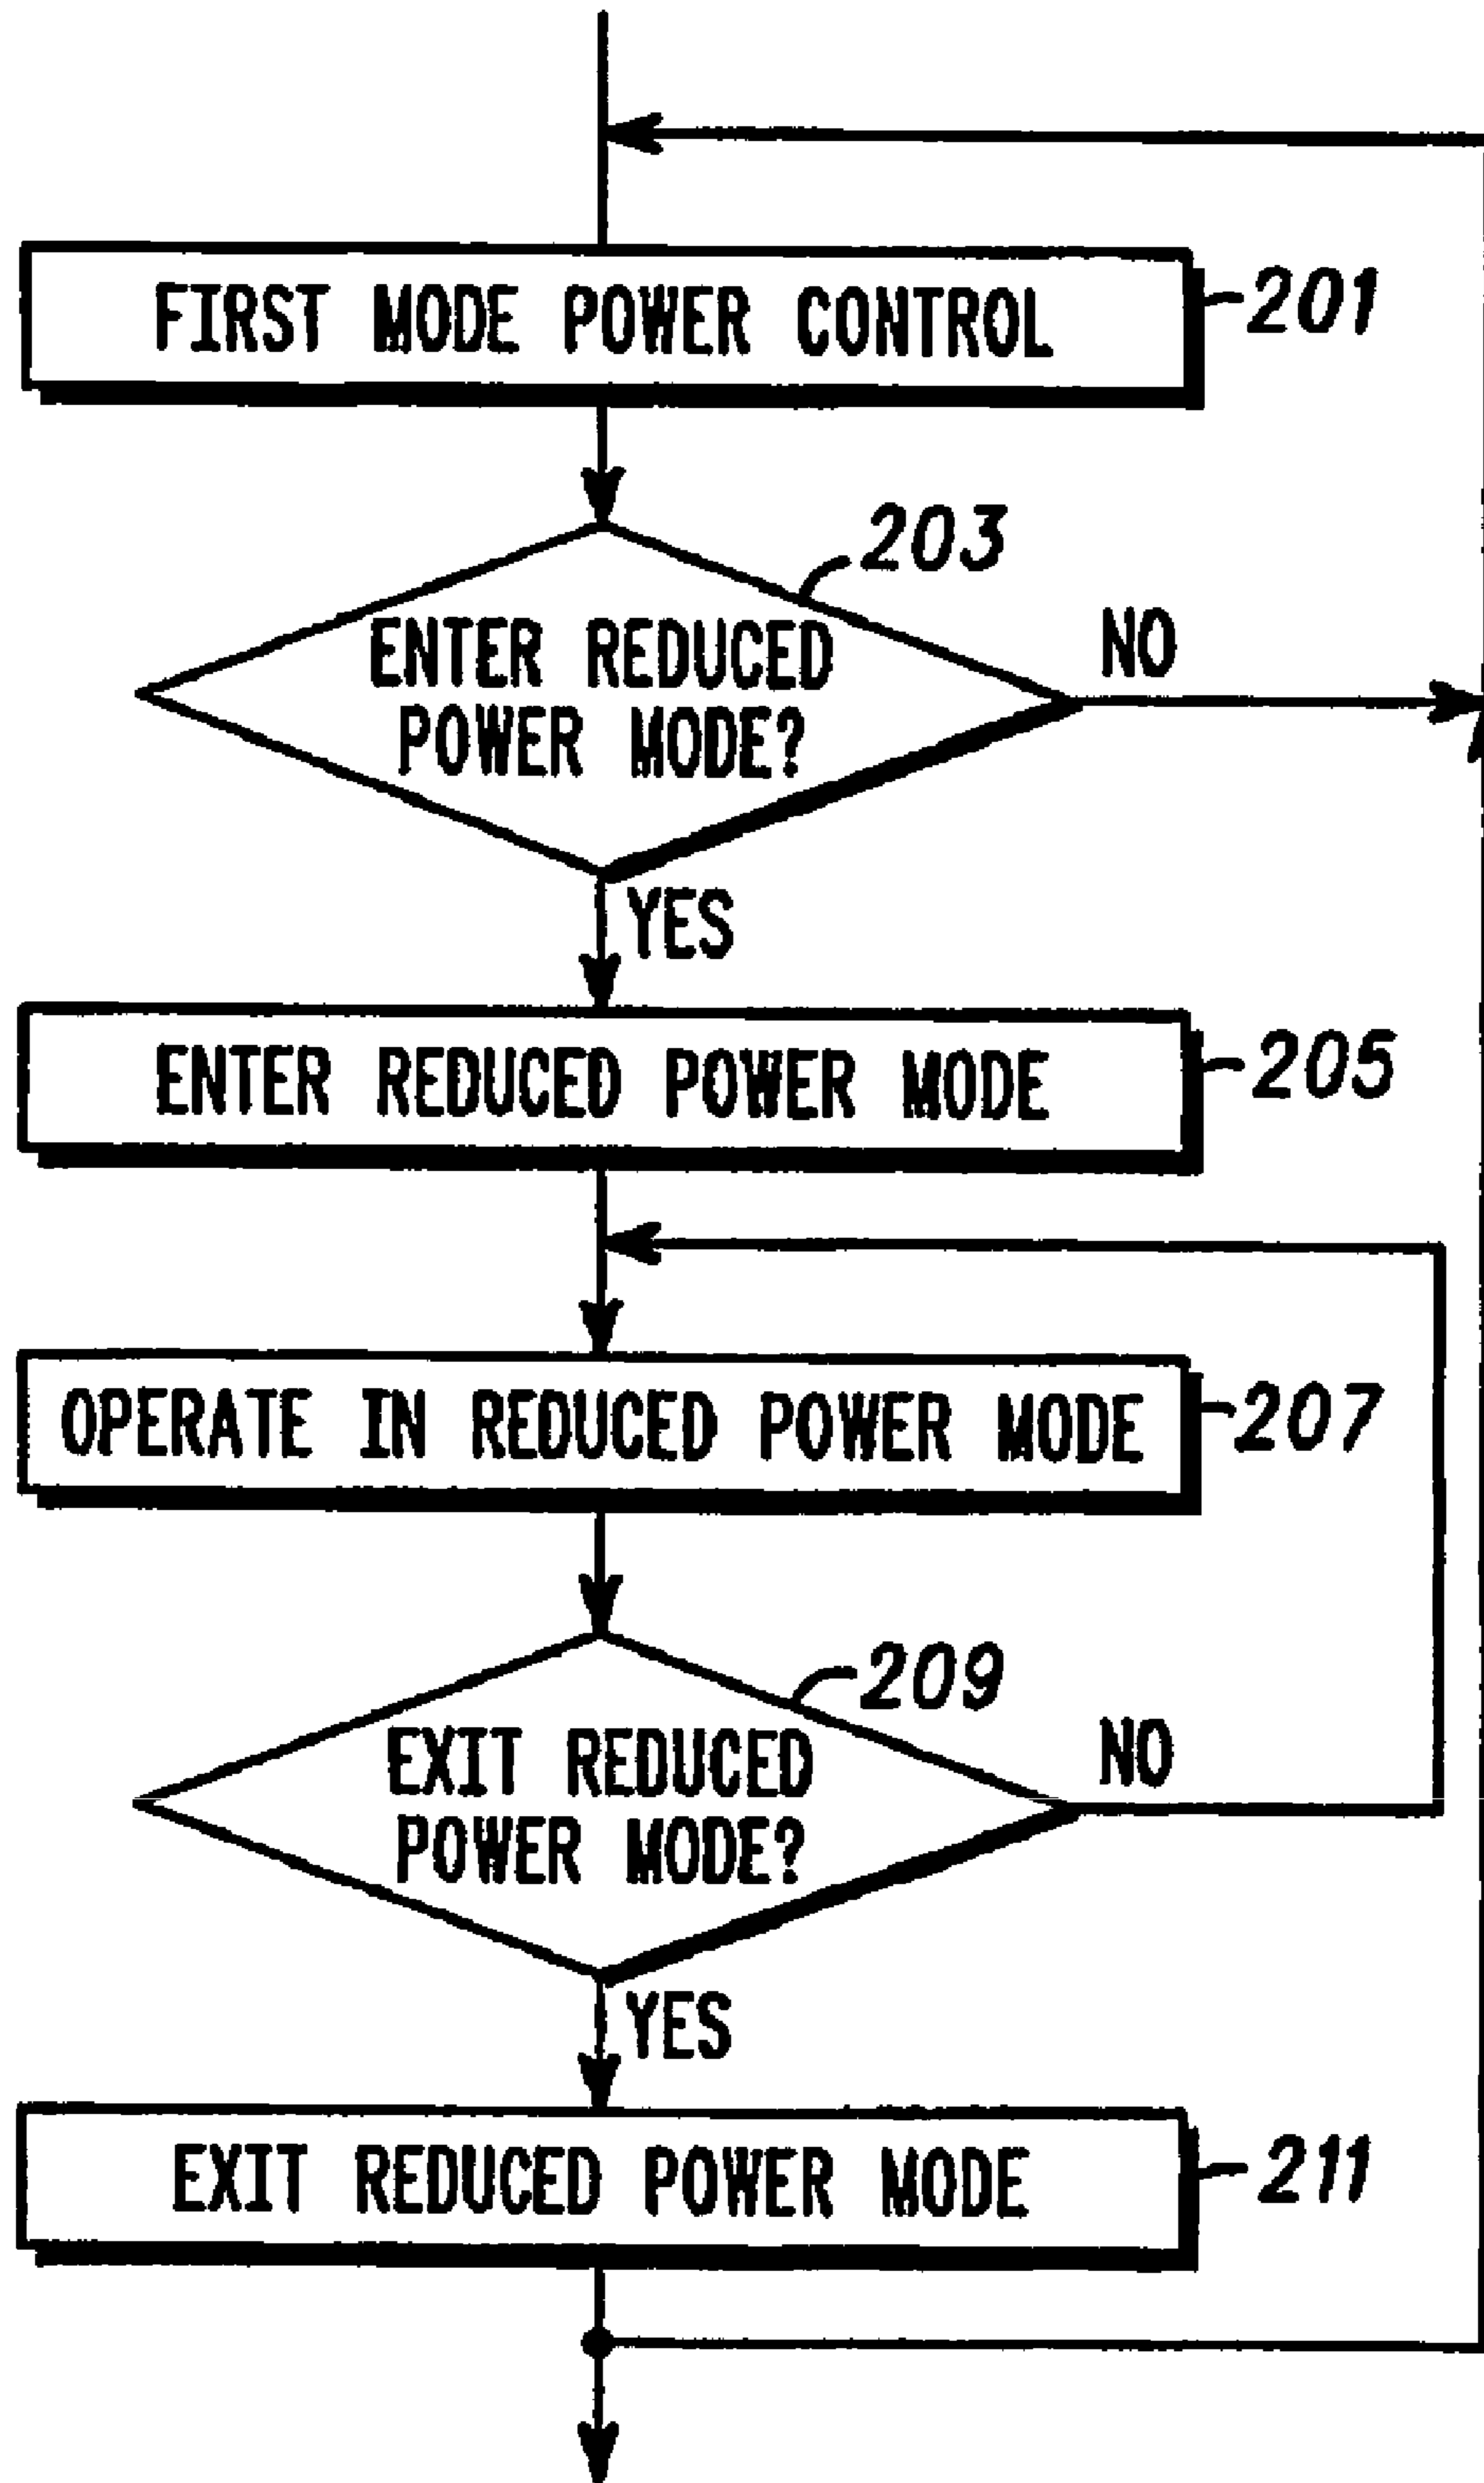 FIRST MODE POWER CONTROL
201
203
ENTER REDUCED
POWER MODE?
NO
YES
ENTER REDUCED POWER MODE
205
OPERATE IN REDUCED POWER MODE
207
209
EXIT REDUCED
POWER MODE?
NO
YES
EXIT REDUCED POWER MODE
211